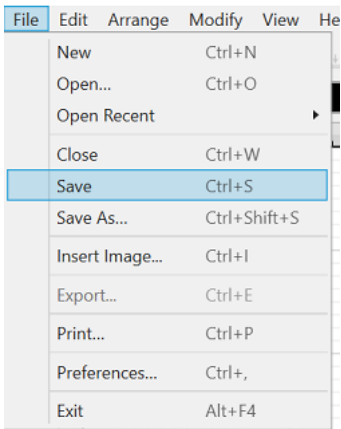 File Edit Arrange Modify View He
New Ctrl+N
Open... Ctrl+O
Open Recent
Close Ctrl+W
Save Ctrl+S
Save As... Ctrl+Shift+S
Insert Image... Ctrl+I
Export... Ctrl+E
Print... Ctrl+P
Preferences... Ctrl+,
Exit Alt+F4